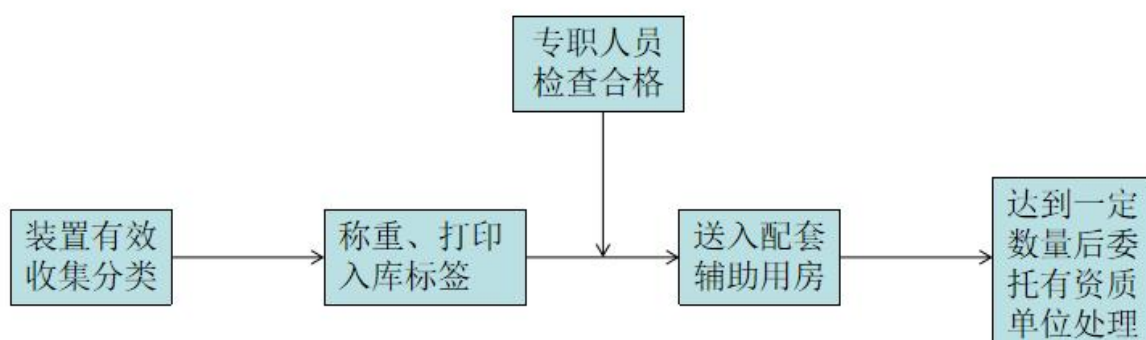 专职人员
检查合格
装置有效
收集分类
称重、打印
入库标签
送入配套
辅助用房
达到一定
数量后委
托有资质
单位处理